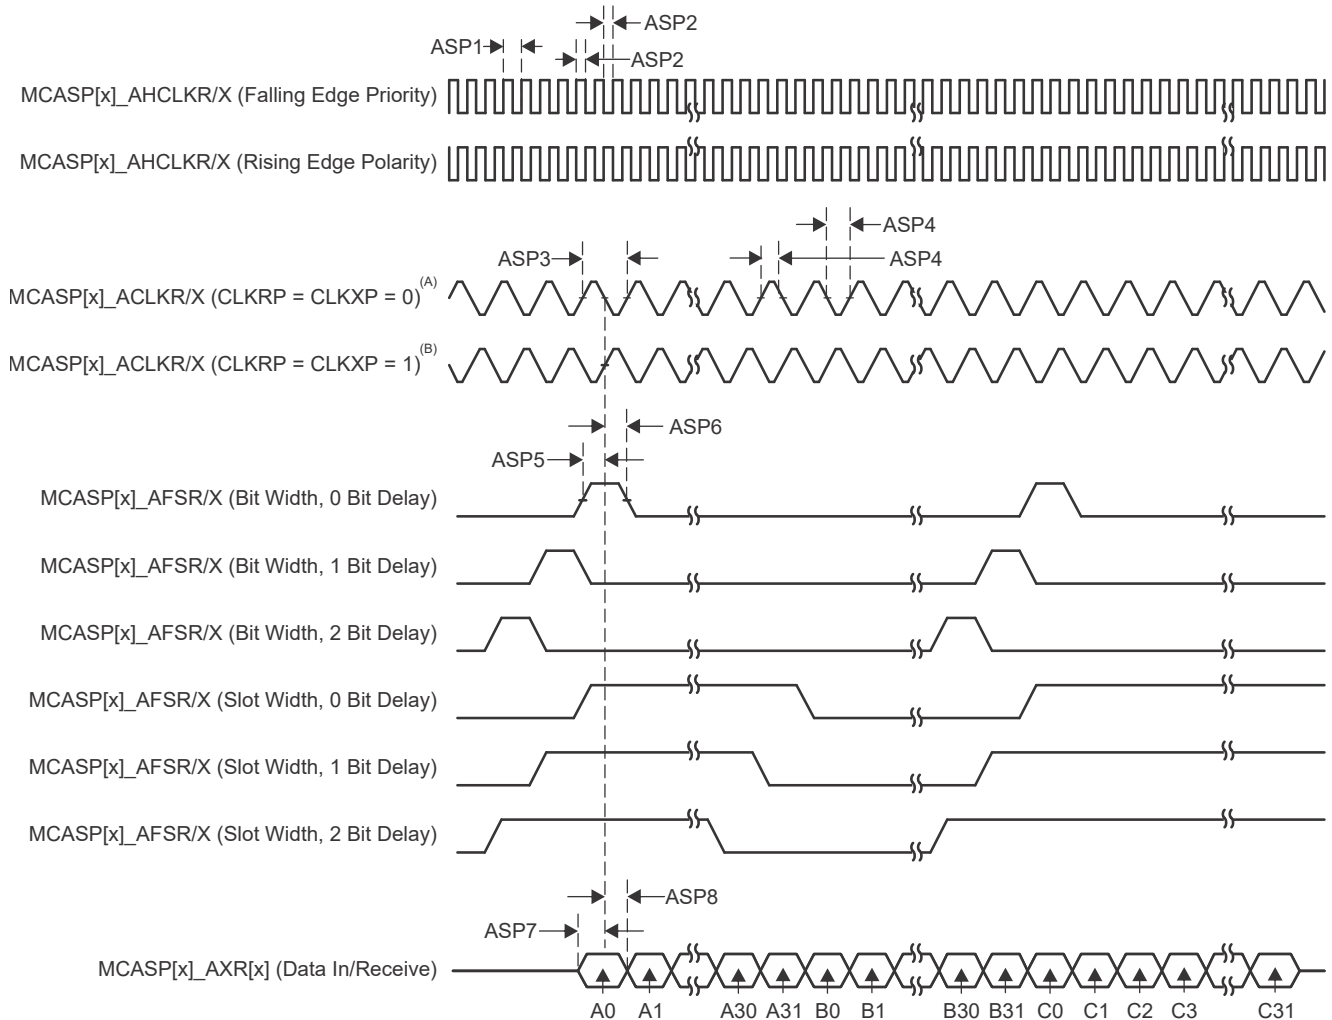 ASP2
ASP1
ASP2
MCASP[x]_AHCLKR/X (Falling Edge Priority)
MCASP[x]_AHCLKR/X (Rising Edge Polarity)
ASP4
ASP3
ASP4
MCASP[x]_ACLKR/X (CLKRP = CLKXP = 0)(A)
MCASP[x]_ACLKR/X (CLKRP = CLKXP = 1)(B)
ASP6
ASP5
MCASP[x]_AFSR/X (Bit Width, 0 Bit Delay)
MCASP[x]_AFSR/X (Bit Width, 1 Bit Delay)
MCASP[x]_AFSR/X (Bit Width, 2 Bit Delay)
MCASP[x]_AFSR/X (Slot Width, 0 Bit Delay)
MCASP[x]_AFSR/X (Slot Width, 1 Bit Delay)
MCASP[x]_AFSR/X (Slot Width, 2 Bit Delay)
ASP8
ASP7
MCASP[x]_AXR[x] (Data In/Receive)
A0 A1 A30 A31 B0 B1 B30 B31 C0 C1 C2 C3 C31